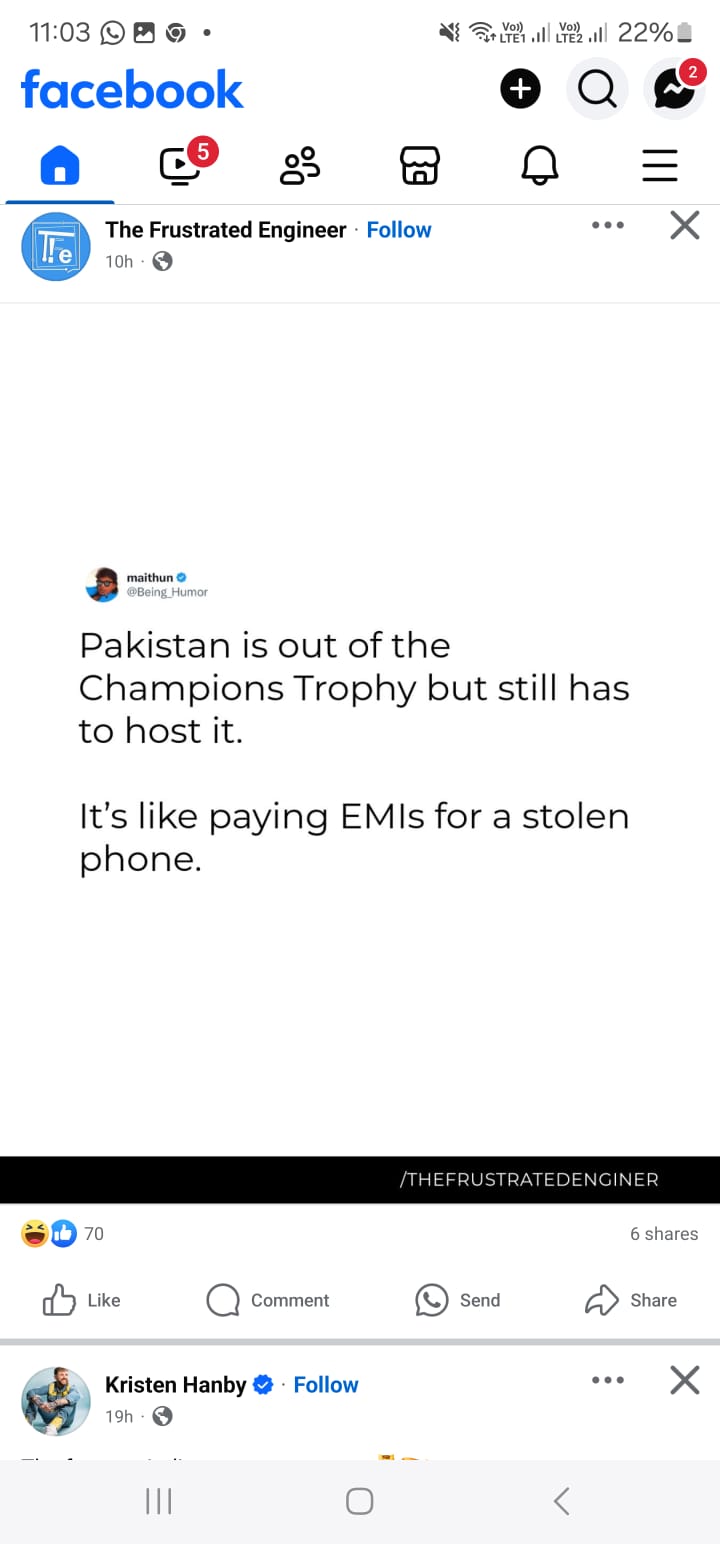 11:03 Vo) LTE1 Vo) LTE2 22%
facebook
2
5
The Frustrated Engineer · Follow
10h ·
Tfe
maithun
@Being_Humor
Pakistan is out of the
Champions Trophy but still has
to host it.
It’s like paying EMIs for a stolen
phone.
/THEFRUSTRATEDENGINER
70 6 shares
Like Comment Send Share
Kristen Hanby · Follow
19h ·